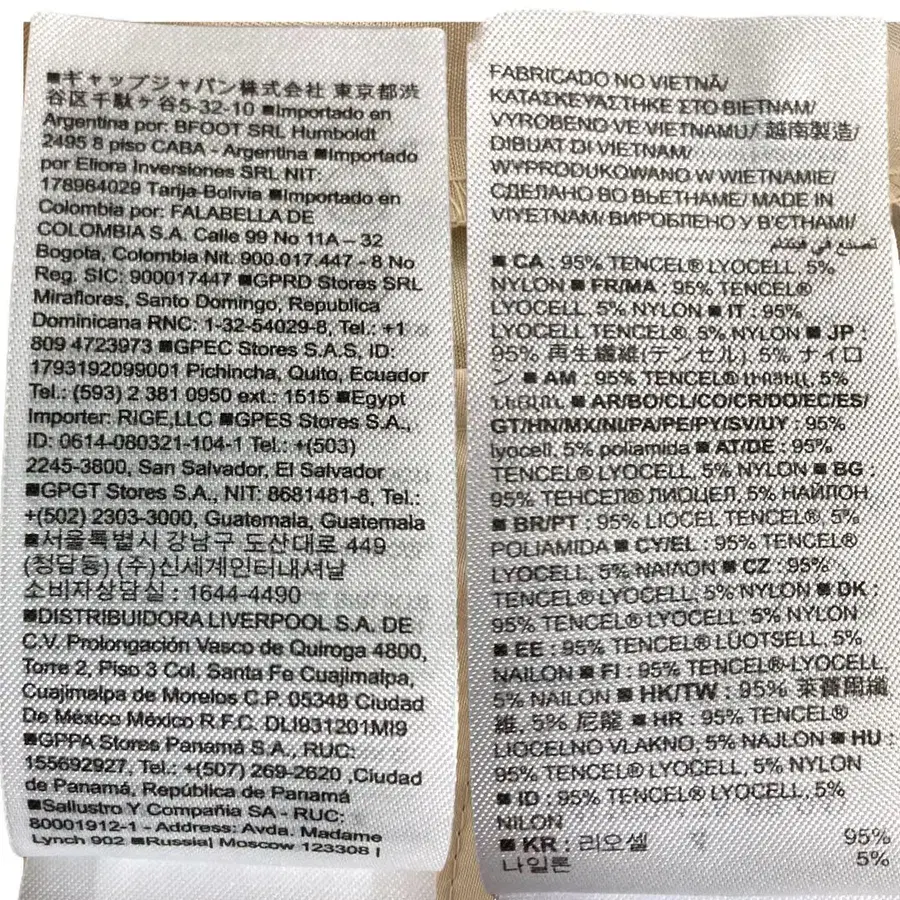 ■ギャップジャパン株式会社 東京都渋
谷区千駄ヶ谷5-32-10 ■Importado en
Argentina por: BFOOT SRL Humboldt
2495 8 piso CABA - Argentina ■Importado
por Eliora Inversiones SRL NIT:
178984029 Tarija-Bolivia ■Importado en
Colombia por: FALABELLA DE
COLOMBIA S.A. Calle 99 No 11A – 32
Bogota, Colombia Nit. 900.017.447 - 8 No
Reg. SIC: 900017447 ■GPRD Stores SRL
Miraflores, Santo Domingo, Republica
Dominicana RNC: 1-32-54029-8, Tel.: +1
809 4723973 ■GPEC Stores S.A.S, ID:
1793192099001 Pichincha, Quito, Ecuador
Tel.: (593) 2 381 0950 ext.: 1515 ■Egypt
Importer: RIGE,LLC ■GPES Stores S.A.,
ID: 0614-080321-104-1 Tel.: +(503)
2245-3800, San Salvador, El Salvador
■GPGT Stores S.A., NIT: 8681481-8, Tel.:
+(502) 2303-3000, Guatemala, Guatemala
■서울특별시 강남구 도산대로 449
(청담동) (주)신세계인터내셔날
소비자상담실 : 1644-4490
■DISTRIBUIDORA LIVERPOOL S.A. DE
C.V. Prolongación Vasco de Quiroga 4800,
Torre 2, Piso 3 Col. Santa Fe Cuajimalpa,
Cuajimalpa de Morelos C.P. 05348 Ciudad
De México México R.F.C. DLI931201MI9
■GPPA Stores Panamá S.A., RUC:
155692927, Tel.: +(507) 269-2620 ,Ciudad
de Panamá, República de Panamá
■Sallustro Y Compañia SA - RUC:
80001912-1 - Address: Avda. Madame
Lynch 902 ■Russia| Moscow 123308 |
FABRICADO NO VIETNÃ/
ΚΑΤΑΣΚΕΥΑΣΤΗΚΕ ΣΤΟ ΒΙΕΤΝΑΜ/
VYROBENO VE VIETNAMU/ 越南製造/
DIBUAT DI VIETNAM/
WYPRODUKOWANO W WIETNAMIE/
СДЕЛАНО ВО ВЬЕТНАМЕ/ MADE IN
VIYETNAM/ ВИРОБЛЕНО У В'ЄТНАМІ/
تصنع في فيتنام
■ CA : 95% TENCEL® LYOCELL, 5%
NYLON ■ FR/MA : 95% TENCEL®
LYOCELL, 5% NYLON ■ IT : 95%
LYOCELL TENCEL®, 5% NYLON ■ JP :
95% 再生繊維(テンセル), 5% ナイロ
ン ■ AM : 95% TENCEL® ԼԻՈՑԵԼ, 5%
ՆԵՅԼՈՆ ■ AR/BO/CL/CO/CR/DO/EC/ES/
GT/HN/MX/NI/PA/PE/PY/SV/UY : 95%
lyocell, 5% poliamida ■ AT/DE : 95%
TENCEL® LYOCELL, 5% NYLON ■ BG :
95% ТЕНСЕЛ® ЛИОЦЕЛ, 5% НАЙЛОН
■ BR/PT : 95% LIOCEL TENCEL®, 5%
POLIAMIDA ■ CY/EL : 95% TENCEL®
LYOCELL, 5% ΝΑΪΛΟΝ ■ CZ : 95%
TENCEL® LYOCELL, 5% NYLON ■ DK :
95% TENCEL® LYOCELL, 5% NYLON
■ EE : 95% TENCEL® LÜOTSELL, 5%
NAILON ■ FI : 95% TENCEL®-LYOCELL,
5% NAILON ■ HK/TW : 95% 萊賽爾纖
維, 5% 尼龍 ■ HR : 95% TENCEL®
LIOCELNO VLAKNO, 5% NAJLON ■ HU :
95% TENCEL® LYOCELL, 5% NYLON
■ ID : 95% TENCEL® LYOCELL, 5%
NILON
■ KR : 리오셀 95%
나일론 5%